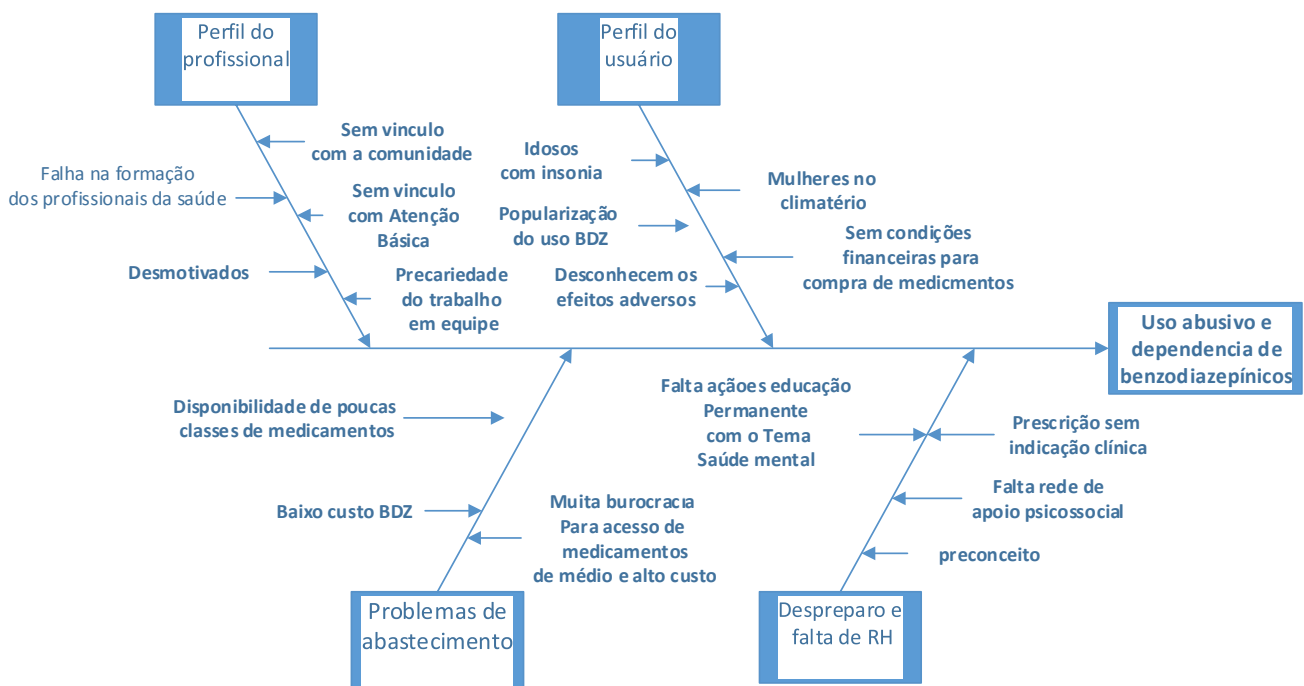 Perfil do
profissional
Perfil do
usuário
Sem vinculo
com a comunidade
Falha na formação
dos profissionais da saúde
Sem vinculo
com Atenção
Básica
Desmotivados
Precariedade
do trabalho
em equipe
Idosos
com insonia
Mulheres no
climatério
Popularização
do uso BDZ
Sem condições
financeiras para
compra de medicmentos
Desconhecem os
efeitos adversos
Uso abusivo e
dependencia de
benzodiazepínicos
Disponibilidade de poucas
classes de medicamentos
Baixo custo BDZ
Muita burocracia
Para acesso de
medicamentos
de médio e alto custo
Falta açãoes educação
Permanente
com o Tema
Saúde mental
Prescrição sem
indicação clínica
Falta rede de
apoio psicossocial
preconceito
Problemas de
abastecimento
Despreparo e
falta de RH